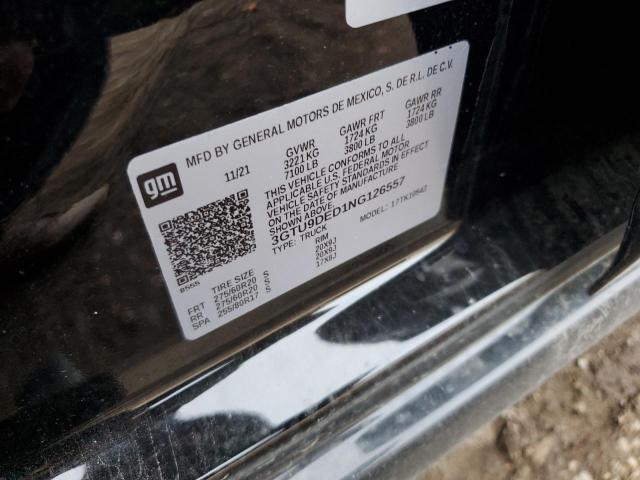 MFD BY GENERAL MOTORS DE MEXICO, S. DE R.L. DE C.V.
11/21 GVWR GAWR FRT GAWR RR
3221 KG 1724 KG 1724 KG
7100 LB 3800 LB 3800 LB
gm
THIS VEHICLE CONFORMS TO ALL
APPLICABLE U.S. FEDERAL MOTOR
VEHICLE SAFETY STANDARDS IN EFFECT
ON THE DATE OF MANUFACTURE
3GTU9DED1NG126557
TYPE: TRUCK MODEL: 17TK10543
8555
TIRE SIZE RIM
FRT 275/60R20 S 20X9J
RR 275/60R20 S 20X9J
SPA 255/80R17 S 17X8J